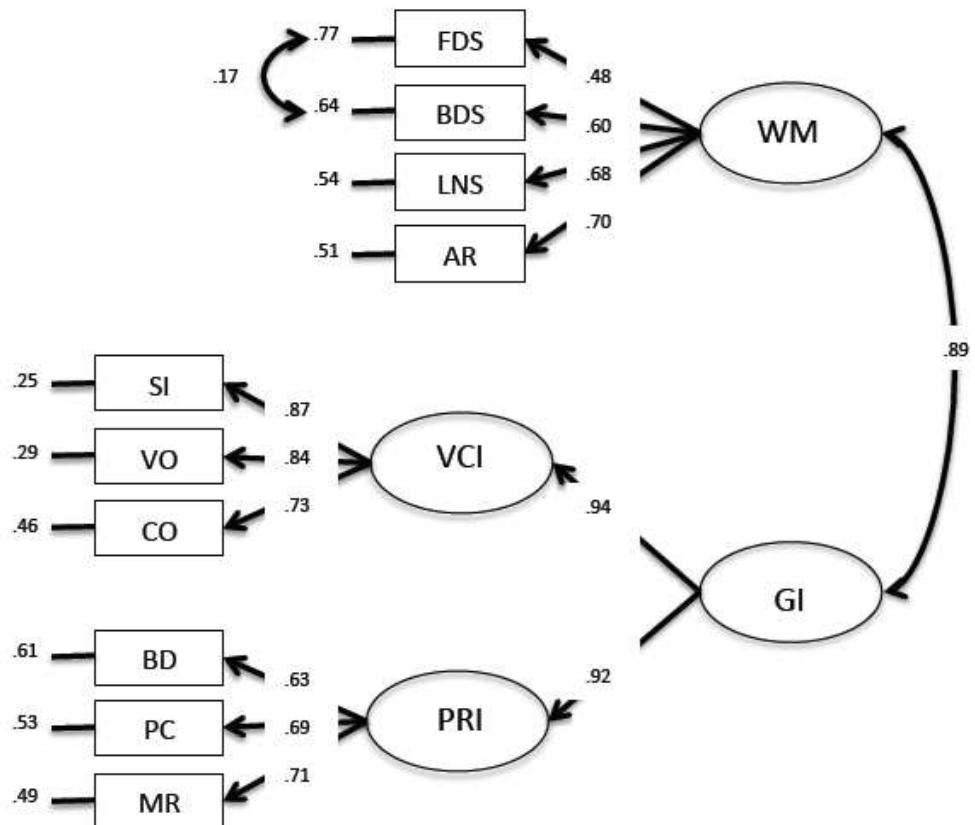 .77 FDS
.48
.17
.64 BDS .60 WM
.54 LNS .68
.70
.51 AR
.89
.25 SI
.87
.29 VO .84 VCI
.73
.46 CO
.94
GI
.61 BD
.63 .92
.53 PC .69 PRI
.71
.49 MR